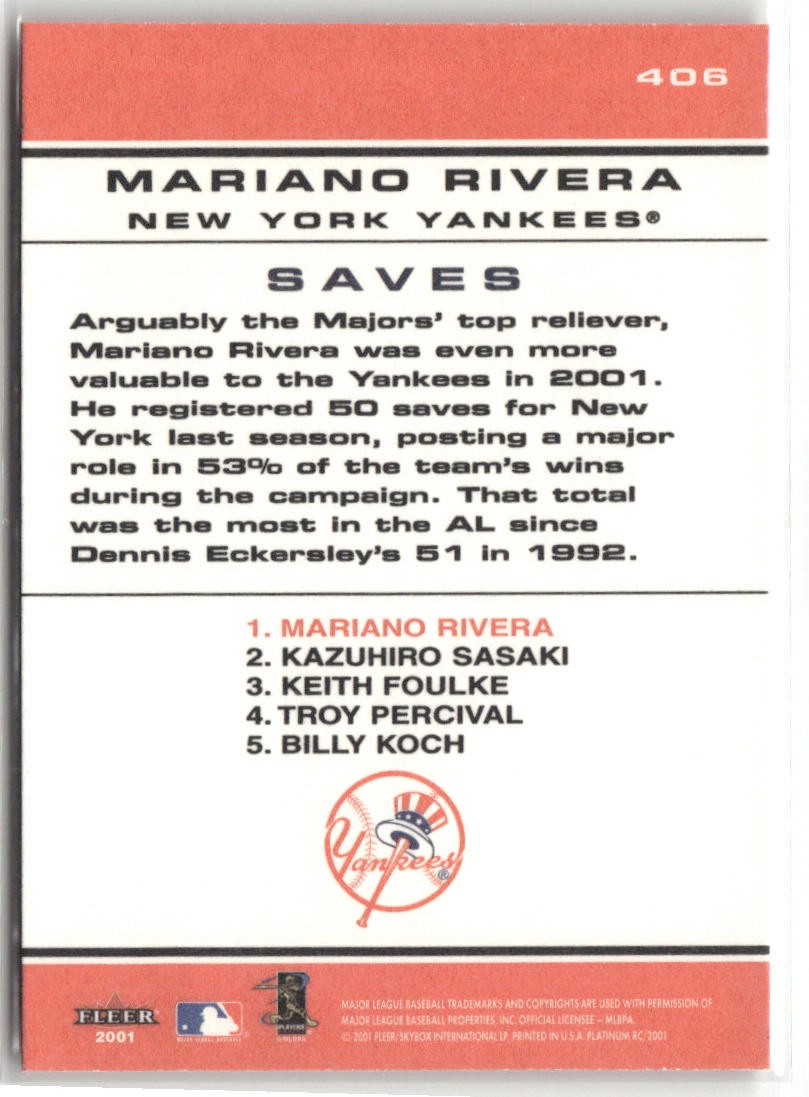 406
MARIANO RIVERA
NEW YORK YANKEES®
SAVES
Arguably the Majors' top reliever,
Mariano Rivera was even more
valuable to the Yankees in 2001.
He registered 50 saves for New
York last season, posting a major
role in 53% of the team's wins
during the campaign. That total
was the most in the AL since
Dennis Eckersley's 51 in 1992.
1. MARIANO RIVERA
2. KAZUHIRO SASAKI
3. KEITH FOULKE
4. TROY PERCIVAL
5. BILLY KOCH
Yankees®
FLEER
2001
MAJOR LEAGUE BASEBALL
PLAYERS
MAJOR LEAGUE BASEBALL TRADEMARKS AND COPYRIGHTS ARE USED WITH PERMISSION OF
MAJOR LEAGUE BASEBALL PROPERTIES, INC. OFFICIAL LICENSEE – MLBPA.
© 2001 FLEER/SKYBOX INTERNATIONAL LP. PRINTED IN U.S.A. PLATINUM RC/2001